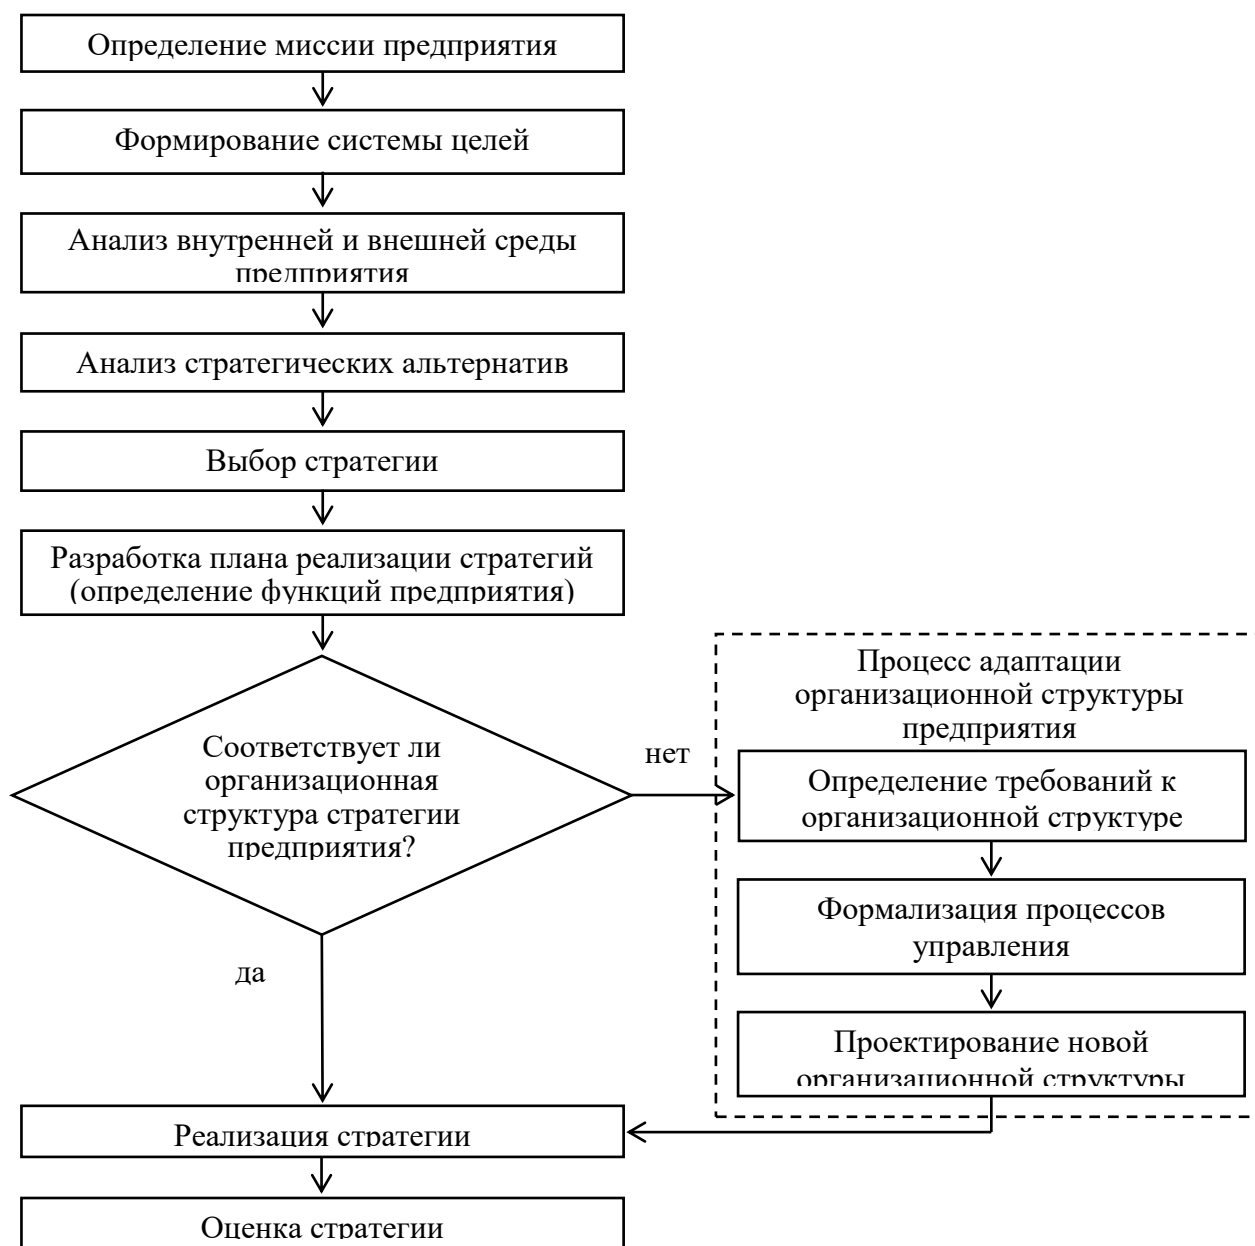 Определение миссии предприятия
Формирование системы целей
Анализ внутренней и внешней среды
предприятия
Анализ стратегических альтернатив
Выбор стратегии
Разработка плана реализации стратегий
(определение функций предприятия)
Соответствует ли
организационная
структура стратегии
предприятия?
нет
да
Процесс адаптации
организационной структуры
предприятия
Определение требований к
организационной структуре
Формализация процессов
управления
Проектирование новой
организационной структуры
Реализация стратегии
Оценка стратегии